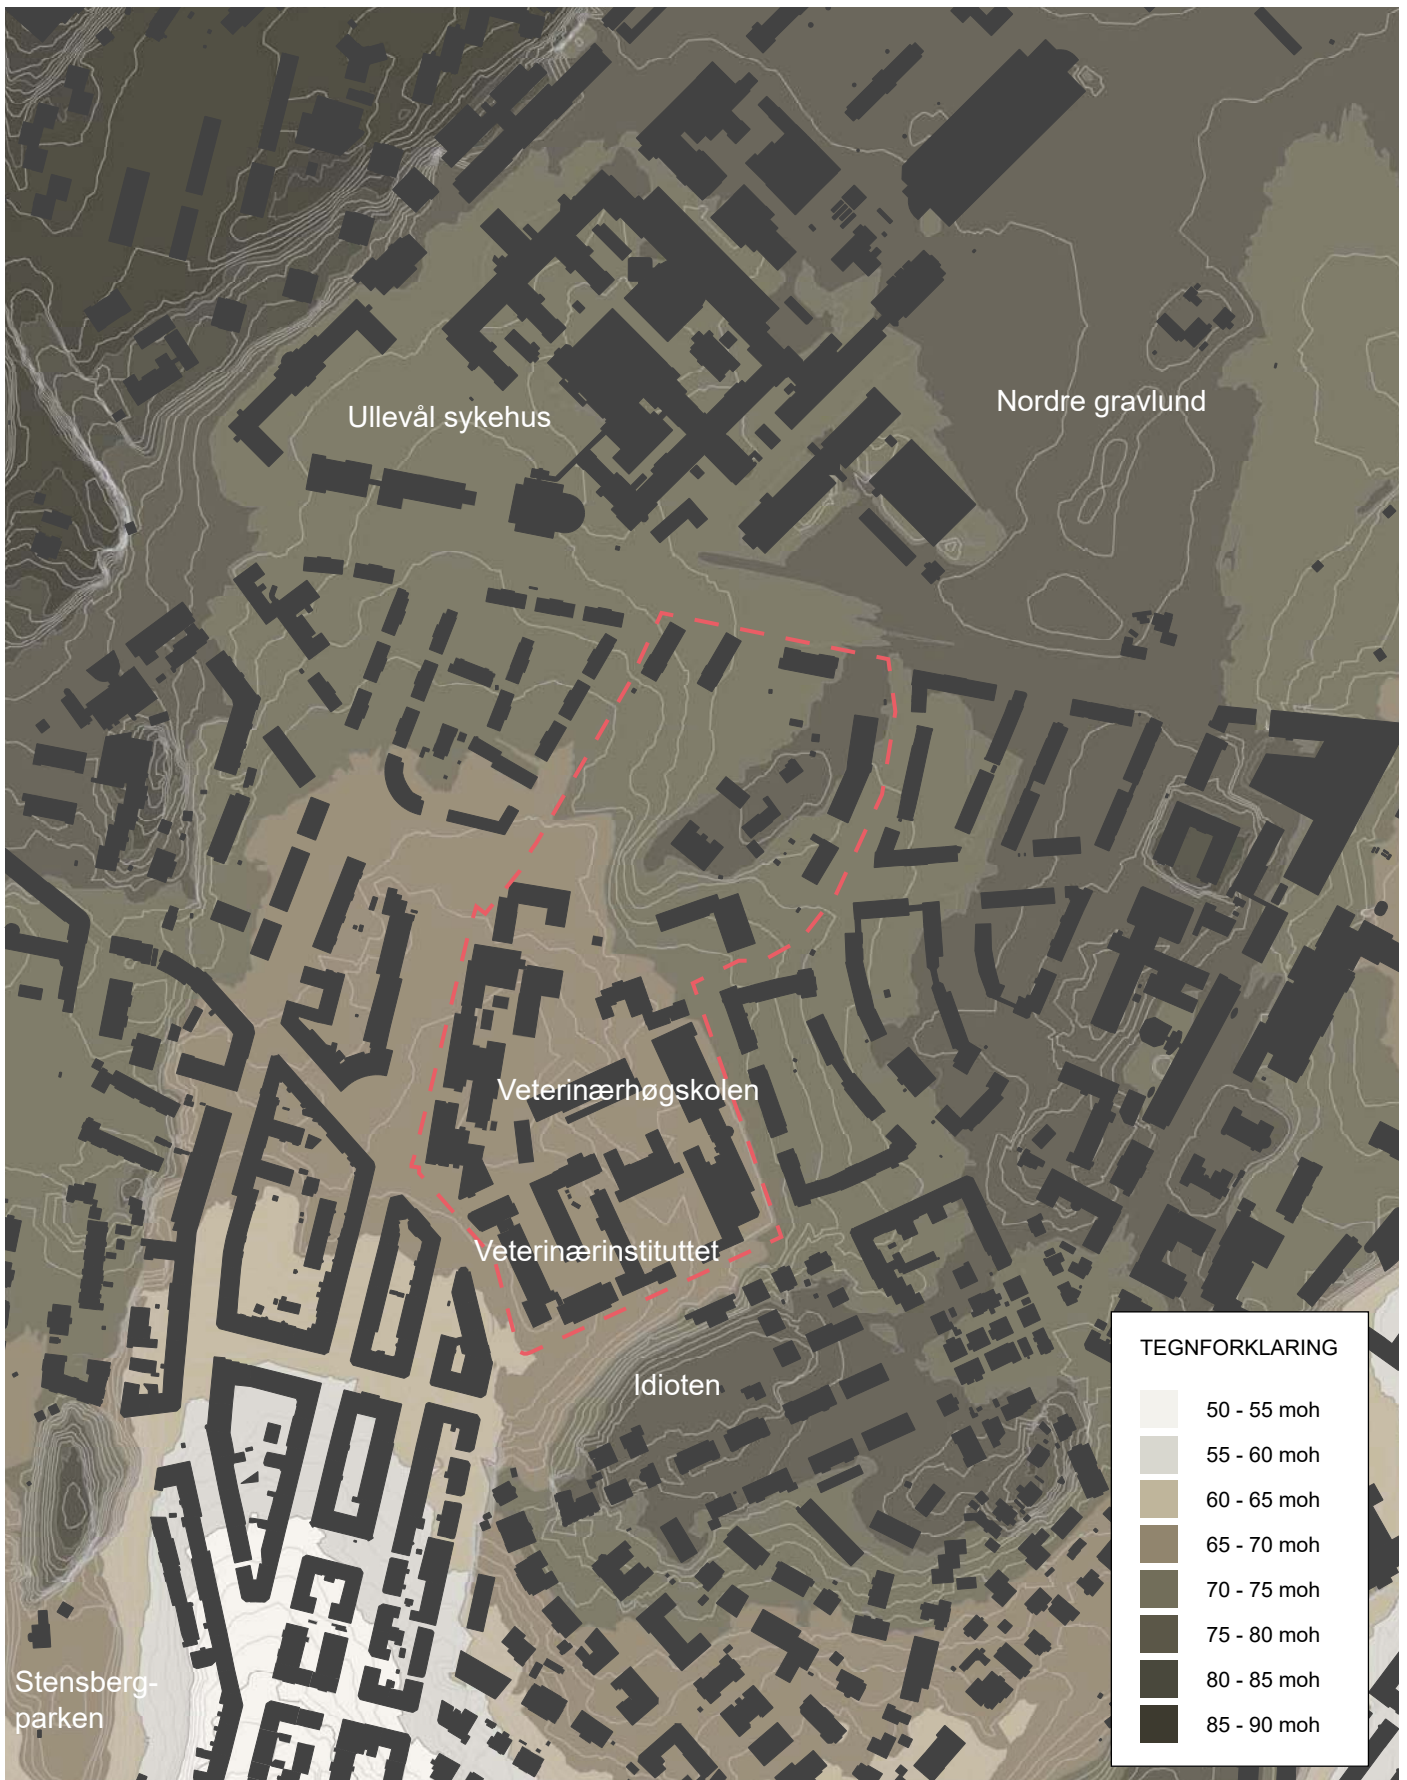 Ullevål sykehus
Nordre gravlund
Veterinærhøgskolen
Veterinærinstituttet
Idioten
Stensberg-
parken
TEGNFORKLARING
50 - 55 moh
55 - 60 moh
60 - 65 moh
65 - 70 moh
70 - 75 moh
75 - 80 moh
80 - 85 moh
85 - 90 moh